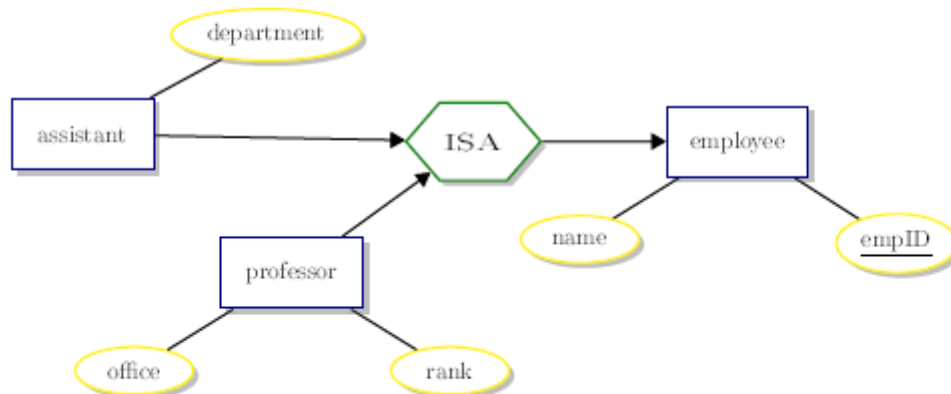 department
assistant
ISA
employee
name
empID
professor
office
rank